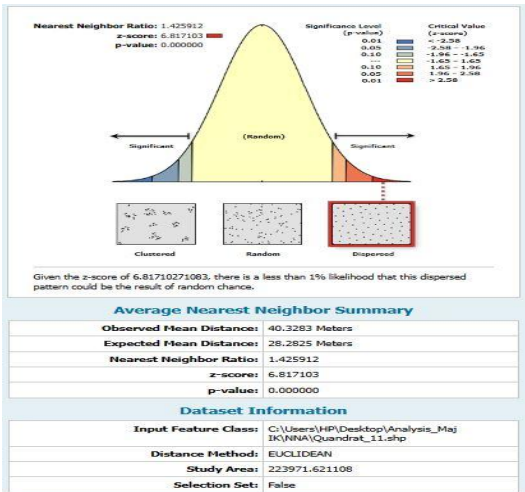 Nearest Neighbor Ratio: 1.425912
z-score: 6.817103
p-value: 0.000000
Significance Level (p-value)
Critical Value (z-score)
0.01 < -2.58
0.05 -2.58 - -1.96
0.10 -1.96 - -1.65
--- -1.65 - 1.65
0.10 1.65 - 1.96
0.05 1.96 - 2.58
0.01 > 2.58
Significant
(Random)
Significant
Clustered
Random
Dispersed
Given the z-score of 6.81710271083, there is a less than 1% likelihood that this dispersed
pattern could be the result of random chance.
Average Nearest Neighbor Summary
Observed Mean Distance: 40.3283 Meters
Expected Mean Distance: 28.2825 Meters
Nearest Neighbor Ratio: 1.425912
z-score: 6.817103
p-value: 0.000000
Dataset Information
Input Feature Class: C:\Users\HP\Desktop\Analysis_Maj
IK\NNA\Quandrat_11.shp
Distance Method: EUCLIDEAN
Study Area: 223971.621108
Selection Set: False